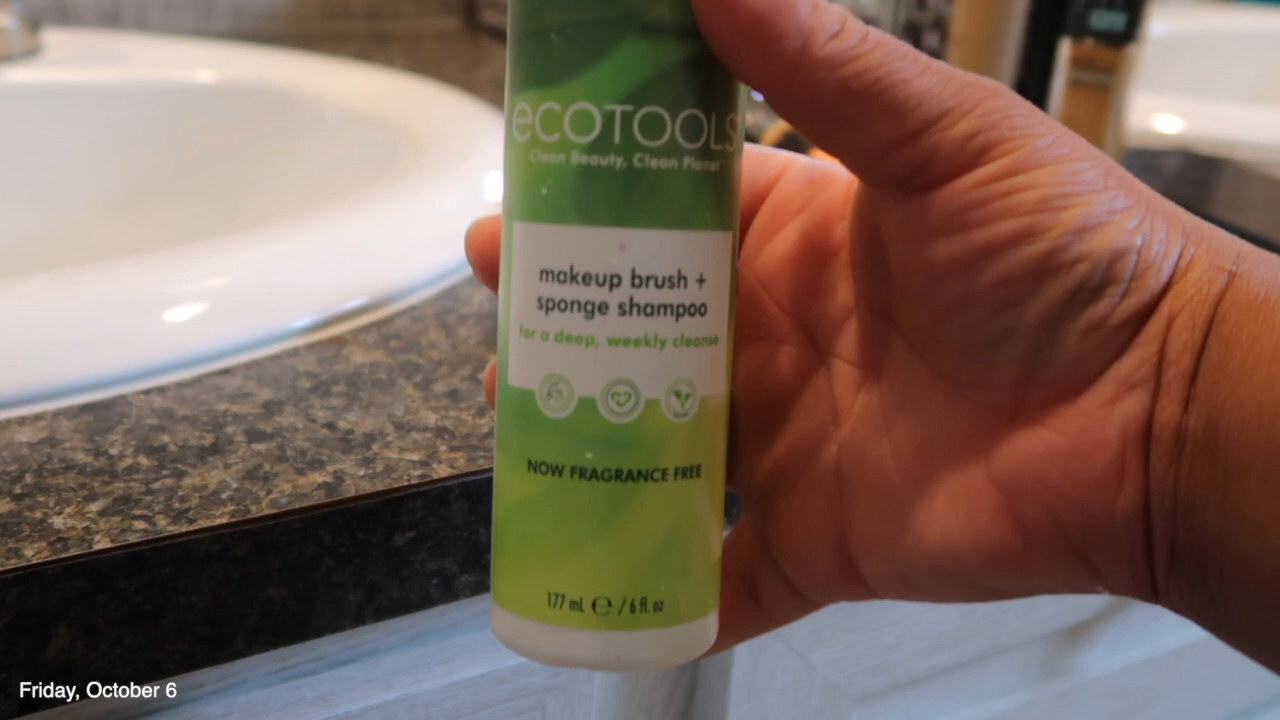 ecoTOOLS
Clean Beauty, Clean Planet
makeup brush +
sponge shampoo
for a deep, weekly cleanse
NOW FRAGRANCE FREE
177 mL ℮ / 6 fl. oz
Friday, October 6